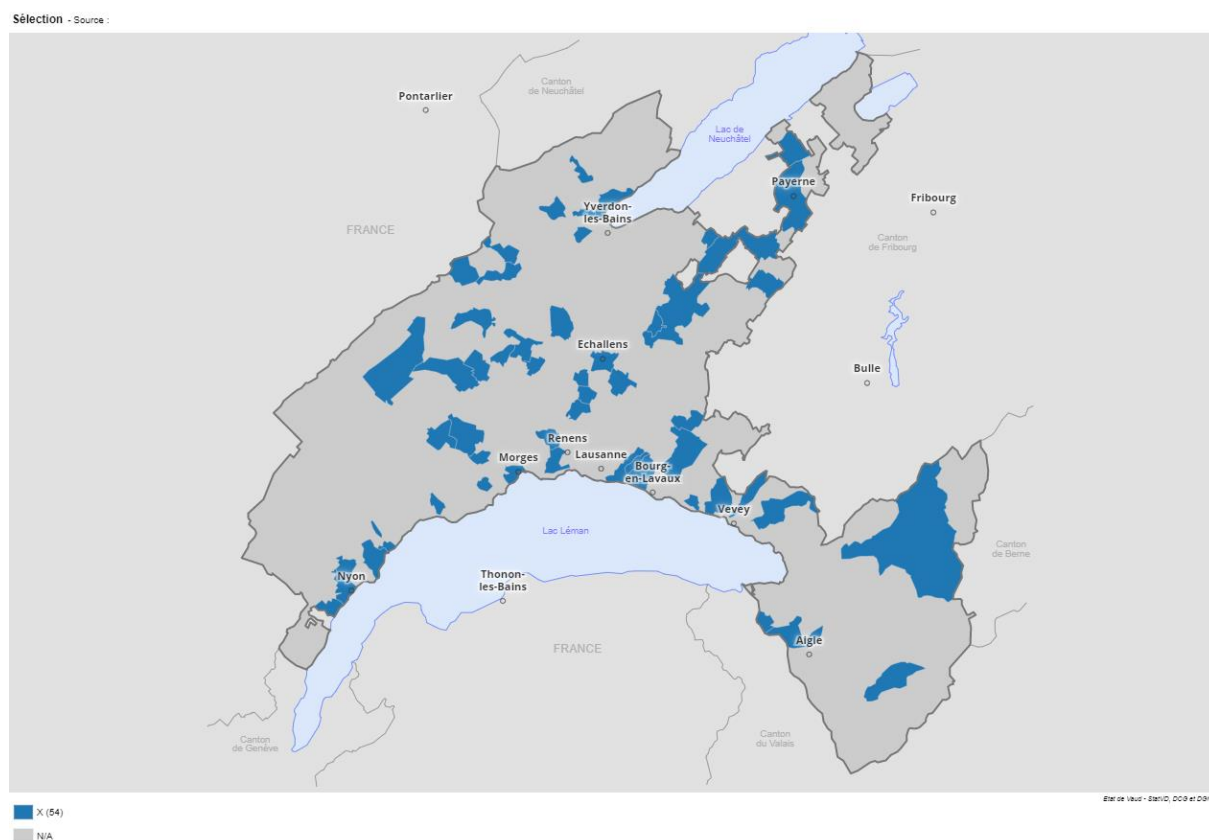 Sélection - Source :
Pontarlier
Canton
de Neuchâtel
Lac de
Neuchâtel
Payerne
Fribourg
Yverdon-
les-Bains
FRANCE
Canton
de Fribourg
Echallens
Bulle
Renens
Morges
Lausanne
Bourg-
en-Lavaux
Vevey
Lac Léman
Canton
de Berne
Nyon
Thonon-
les-Bains
Aigle
FRANCE
Canton
de Genève
Canton
du Valais
Etat de Vaud - StatVD, DCG et
X (54)
N/A